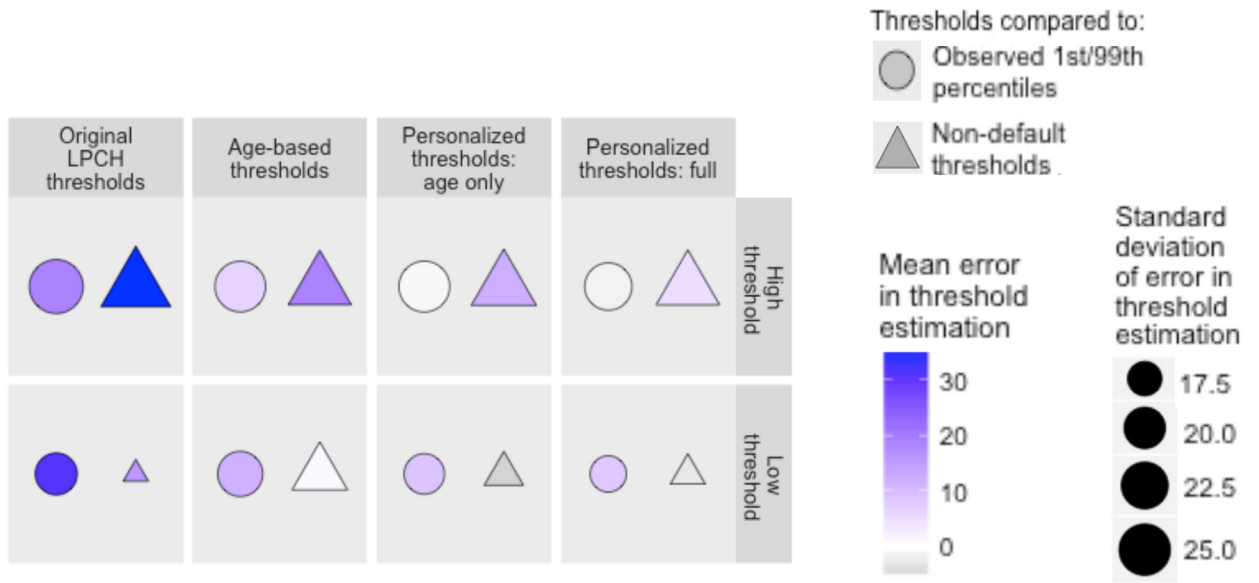 Thresholds compared to:
Observed 1st/99th
percentiles
Non-default
thresholds
Original
LPCH
thresholds
Age-based
thresholds
Personalized
thresholds:
age only
Personalized
thresholds: full
High
threshold
Low
threshold
Mean error
in threshold
estimation
30
20
10
0
Standard
deviation
of error in
threshold
estimation
17.5
20.0
22.5
25.0